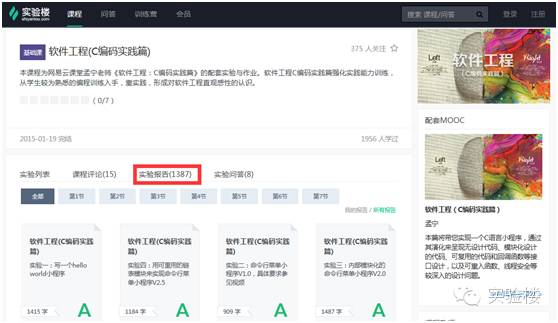 实验楼
shiyanlou.com
课程
问答
训练营
会员
搜索 课程/问答
登录
注册
基础课
软件工程(C编码实践篇)
375 人关注
本课程为网易云课堂孟宁老师《软件工程：C编码实践篇》的配套实验与作业。软件工程C编码实践篇强化实践能力训练，
从学生较为熟悉的编程训练入手，重实践，形成对软件工程直观感性的认识。
( 0/7 )
2015-01-19 完结
1956 人学过
实验列表
课程评论(15)
实验报告(1387)
实验问答(8)
全部
第1节
第2节
第3节
第4节
第5节
第6节
第7节
我的报告 / 所有报告
软件工程(C编码实践
篇)
实验一：写一个hello
world小程序
1415 字
A
软件工程(C编码实践
篇)
实验四：用可重用的链
表模块来实现命令行菜
单小程序V2.5
1184 字
A
软件工程(C编码实践
篇)
实验二：命令行菜单小
程序V1.0，具体要求参
见视频
909 字
A
软件工程(C编码实践
篇)
实验三：内部模块化的
命令行菜单小程序V2.0
1487 字
A
Left
软件工程
(C编码实践篇)
配套MOOC
Left
软件工程（C编码实践篇）
孟宁
本篇将带您实现一个C语言小程序，通
过其演化来呈现无设计代码、模块化设计
的代码、可复用的代码和回调函数等接
口设计，以及可重入函数、线程安全等
较深入的设计问题。
实验楼